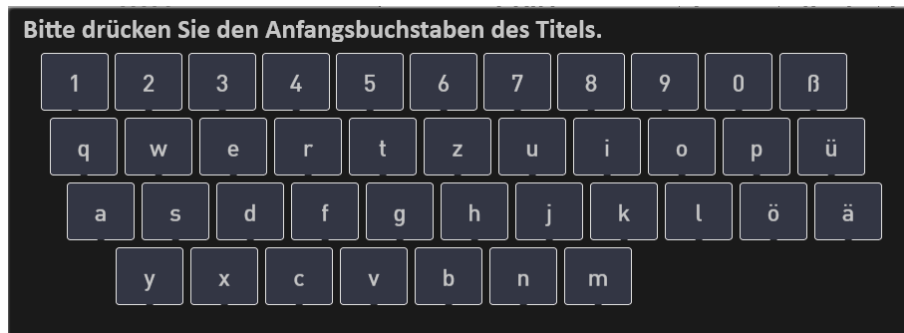 Bitte drücken Sie den Anfangsbuchstaben des Titels.
1 2 3 4 5 6 7 8 9 0 ß
q w e r t z u i o p ü
a s d f g h j k l ö ä
y x c v b n m